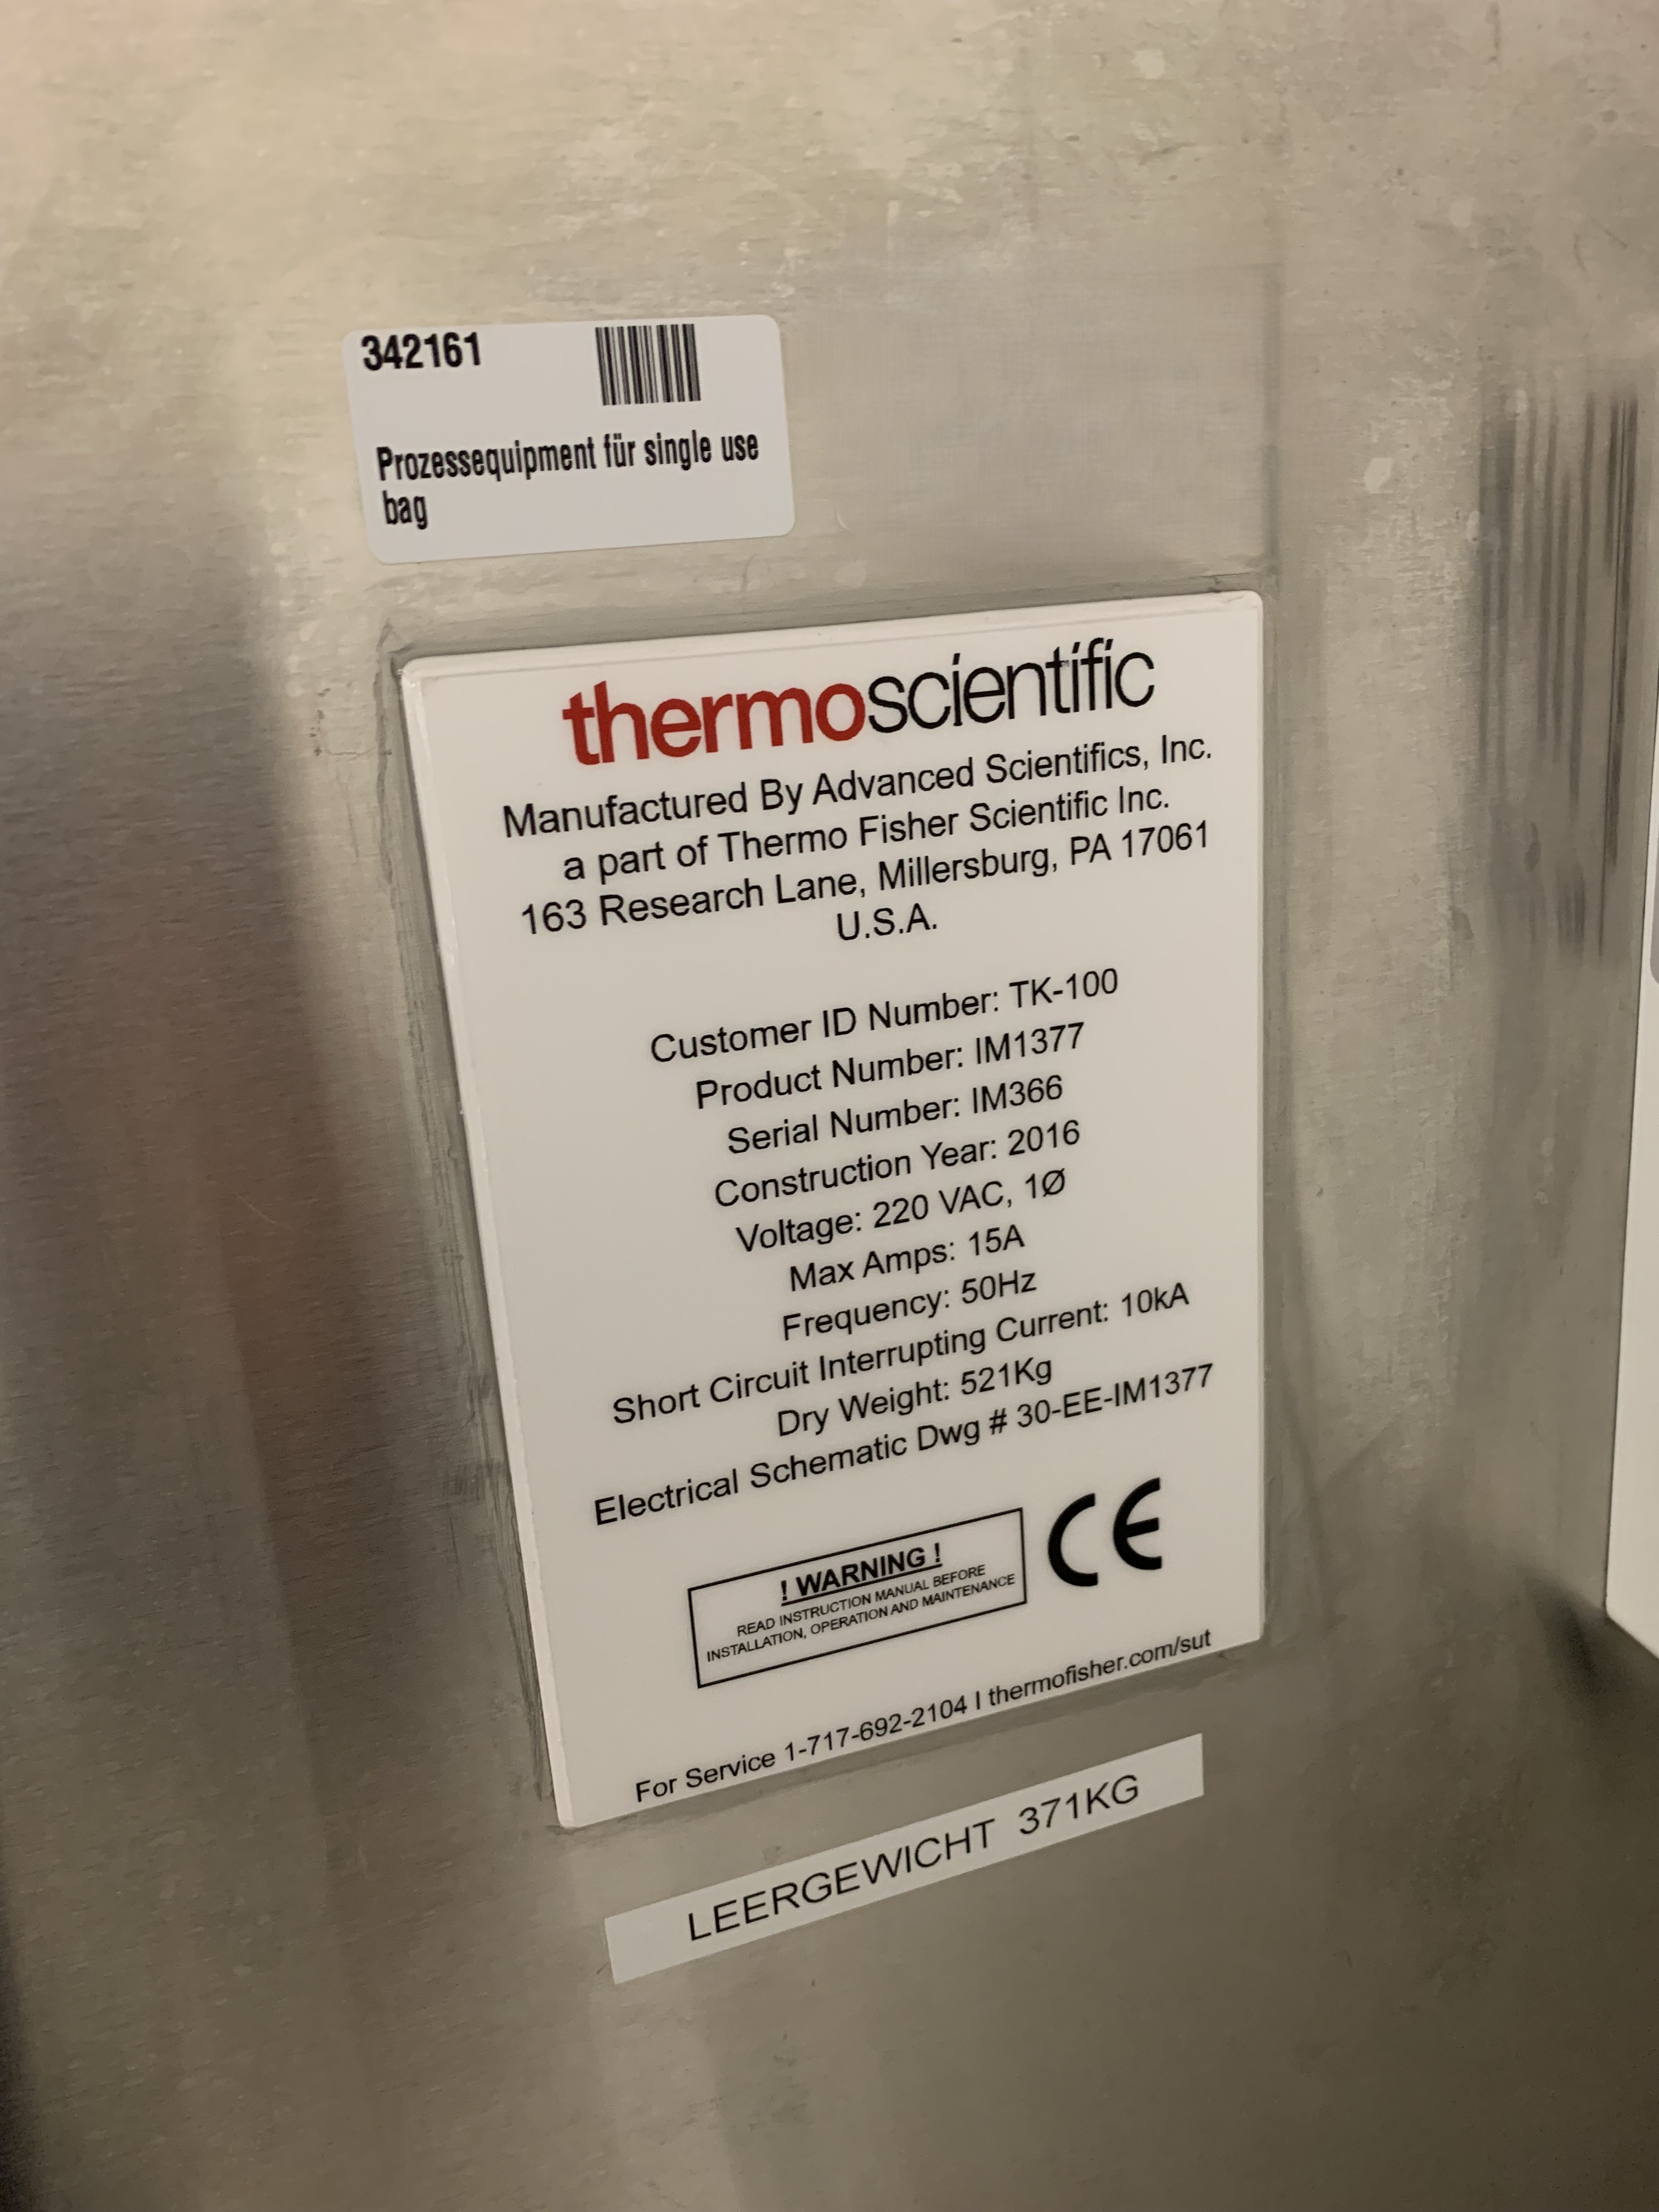 342161
Prozessequipment für single use
bag
thermoscientific
Manufactured By Advanced Scientifics, Inc.
a part of Thermo Fisher Scientific Inc.
163 Research Lane, Millersburg, PA 17061
U.S.A.
Customer ID Number: TK-100
Product Number: IM1377
Serial Number: IM366
Construction Year: 2016
Voltage: 220 VAC, 1Ø
Max Amps: 15A
Frequency: 50Hz
Short Circuit Interrupting Current: 10kA
Dry Weight: 521Kg
Electrical Schematic Dwg # 30-EE-IM1377
! WARNING !
READ INSTRUCTION MANUAL BEFORE
INSTALLATION, OPERATION AND MAINTENANCE
CE
For Service 1-717-692-2104 I thermofisher.com/sut
LEERGEWICHT 371KG